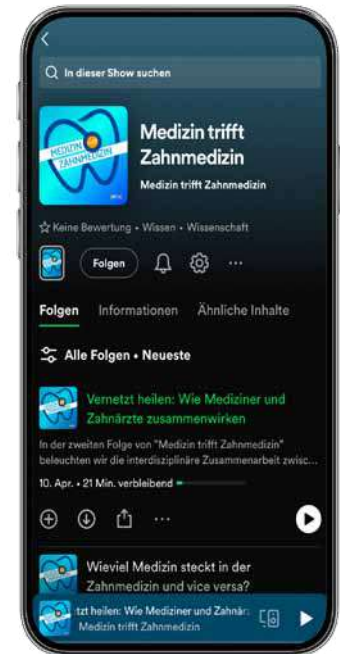 In dieser Show suchen
MEDIZIN
ZAHNMEDIZIN
Medizin trifft
Zahnmedizin
Medizin trifft Zahnmedizin
Keine Bewertung • Wissen • Wissenschaft
Folgen
Folgen Informationen Ähnliche Inhalte
Alle Folgen • Neueste
Vernetzt heilen: Wie Mediziner und
Zahnärzte zusammenwirken
In der zweiten Folge von "Medizin trifft Zahnmedizin"
beleuchten wir die interdisziplinäre Zusammenarbeit zwisc...
10. Apr. • 21 Min. verbleibend
Wieviel Medizin steckt in der
Zahnmedizin und vice versa?
tzt heilen: Wie Mediziner und Zahnär
Medizin trifft Zahnmedizin